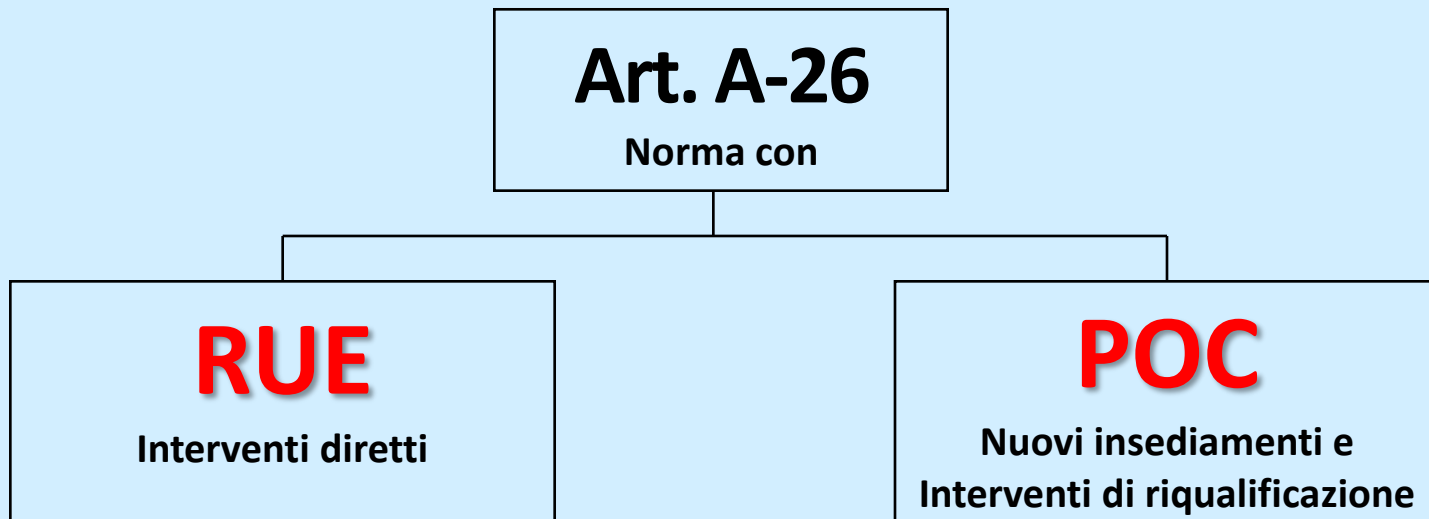 Art. A-26
Norma con
RUE
Interventi diretti
POC
Nuovi insediamenti e
Interventi di riqualificazione